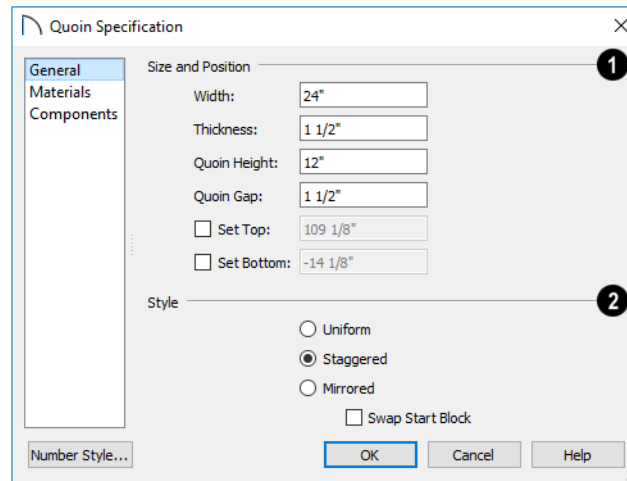 Quoin Specification
General
Materials
Components
Size and Position
1
Width: 24"
Thickness: 1 1/2"
Quoin Height: 12"
Quoin Gap: 1 1/2"
Set Top: 109 1/8"
Set Bottom: -14 1/8"
Style
2
Uniform
Staggered
Mirrored
Swap Start Block
Number Style...
OK
Cancel
Help